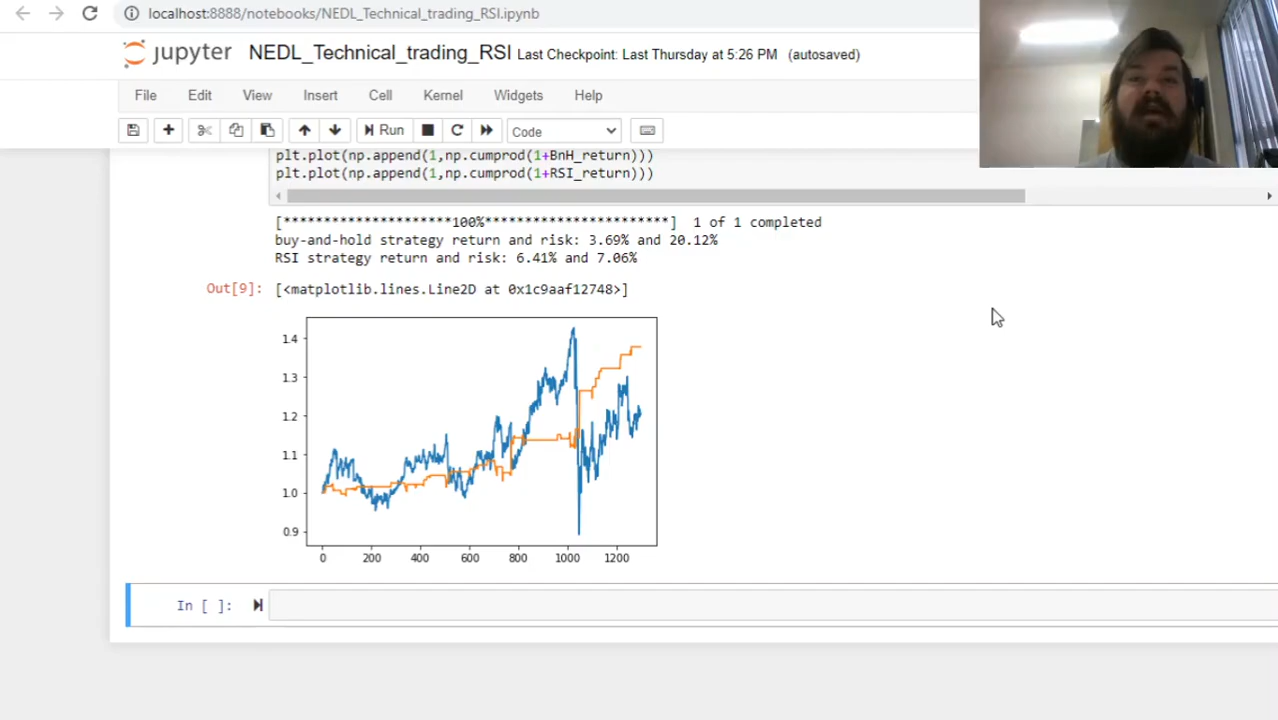 localhost:8888/notebooks/NEDL_Technical_trading_RSI.ipynb
jupyter NEDL_Technical_trading_RSI Last Checkpoint: Last Thursday at 5:26 PM (autosaved)
File Edit View Insert Cell Kernel Widgets Help
Run Code
plt.plot(np.append(1,np.cumprod(1+BnH_return)))
plt.plot(np.append(1,np.cumprod(1+RSI_return)))
[**********************100%***********************] 1 of 1 completed
buy-and-hold strategy return and risk: 3.69% and 20.12%
RSI strategy return and risk: 6.41% and 7.06%
Out[9]: [<matplotlib.lines.Line2D at 0x1c9aaf12748>]
1.4
1.3
1.2
1.1
1.0
0.9
0 200 400 600 800 1000 1200
In [ ]: